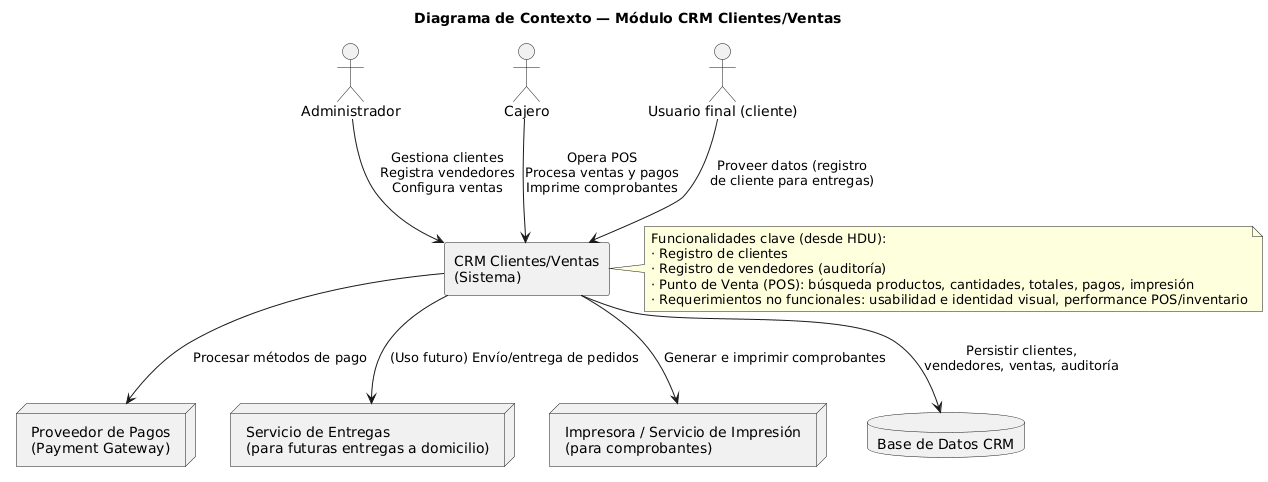 Diagrama de Contexto — Módulo CRM Clientes/Ventas
Administrador
Cajero
Usuario final (cliente)
Gestiona clientes
Registra vendedores
Configura ventas
Opera POS
Procesa ventas y pagos
Imprime comprobantes
Proveer datos (registro
de cliente para entregas)
CRM Clientes/Ventas
(Sistema)
Funcionalidades clave (desde HDU):
· Registro de clientes
· Registro de vendedores (auditoría)
· Punto de Venta (POS): búsqueda productos, cantidades, totales, pagos, impresión
· Requerimientos no funcionales: usabilidad e identidad visual, performance POS/inventario
Procesar métodos de pago
(Uso futuro) Envío/entrega de pedidos
Generar e imprimir comprobantes
Persistir clientes,
vendedores, ventas, auditoría
Proveedor de Pagos
(Payment Gateway)
Servicio de Entregas
(para futuras entregas a domicilio)
Impresora / Servicio de Impresión
(para comprobantes)
Base de Datos CRM